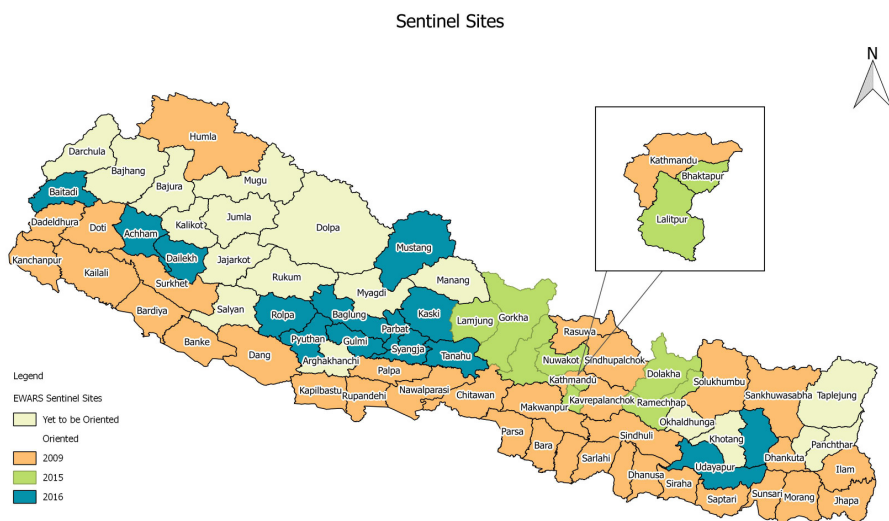 Sentinel Sites
N
Humla
Darchula
Bajhang
Mugu
Bajura
Baitadi
Kathmandu
Bhaktapur
Lalitpur
Dadeldhura
Doti
Achham
Kalikot
Jumla
Dolpa
Mustang
Dailekh
Jajarkot
Kanchanpur
Kailali
Surkhet
Rukum
Manang
Myagdi
Bardiya
Salyan
Rolpa
Baglung
Kaski
Lamjung
Gorkha
Parbat
Rasuwa
Banke
Pyuthan
Gulmi
Syangja
Tanahu
Nuwakot
Sindhupalchok
Dang
Arghakhanchi
Palpa
Dolakha
Solukhumbu
Sankhuwasabha
Taplejung
Kapilbastu
Rupandehi
Nawalparasi
Chitawan
Kathmandu
Kavrepalanchok
Ramechhap
Makwanpur
Okhaldhunga
Khotang
Panchthar
Parsa
Bara
Sarlahi
Sindhuli
Dhankuta
Ilam
Dhanusa
Siraha
Udayapur
Saptari
Sunsari
Morang
Jhapa
Legend
EWARS Sentinel Sites
Yet to be Oriented
Oriented
2009
2015
2016